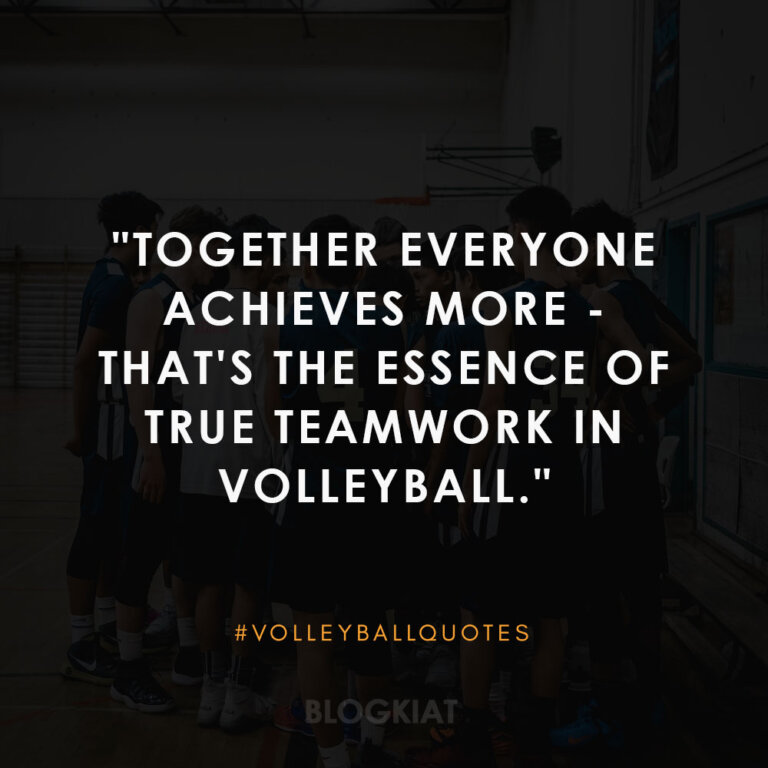 "TOGETHER EVERYONE
ACHIEVES MORE -
THAT'S THE ESSENCE OF
TRUE TEAMWORK IN
VOLLEYBALL."
#VOLLEYBALLQUOTES
BLOGKIAT